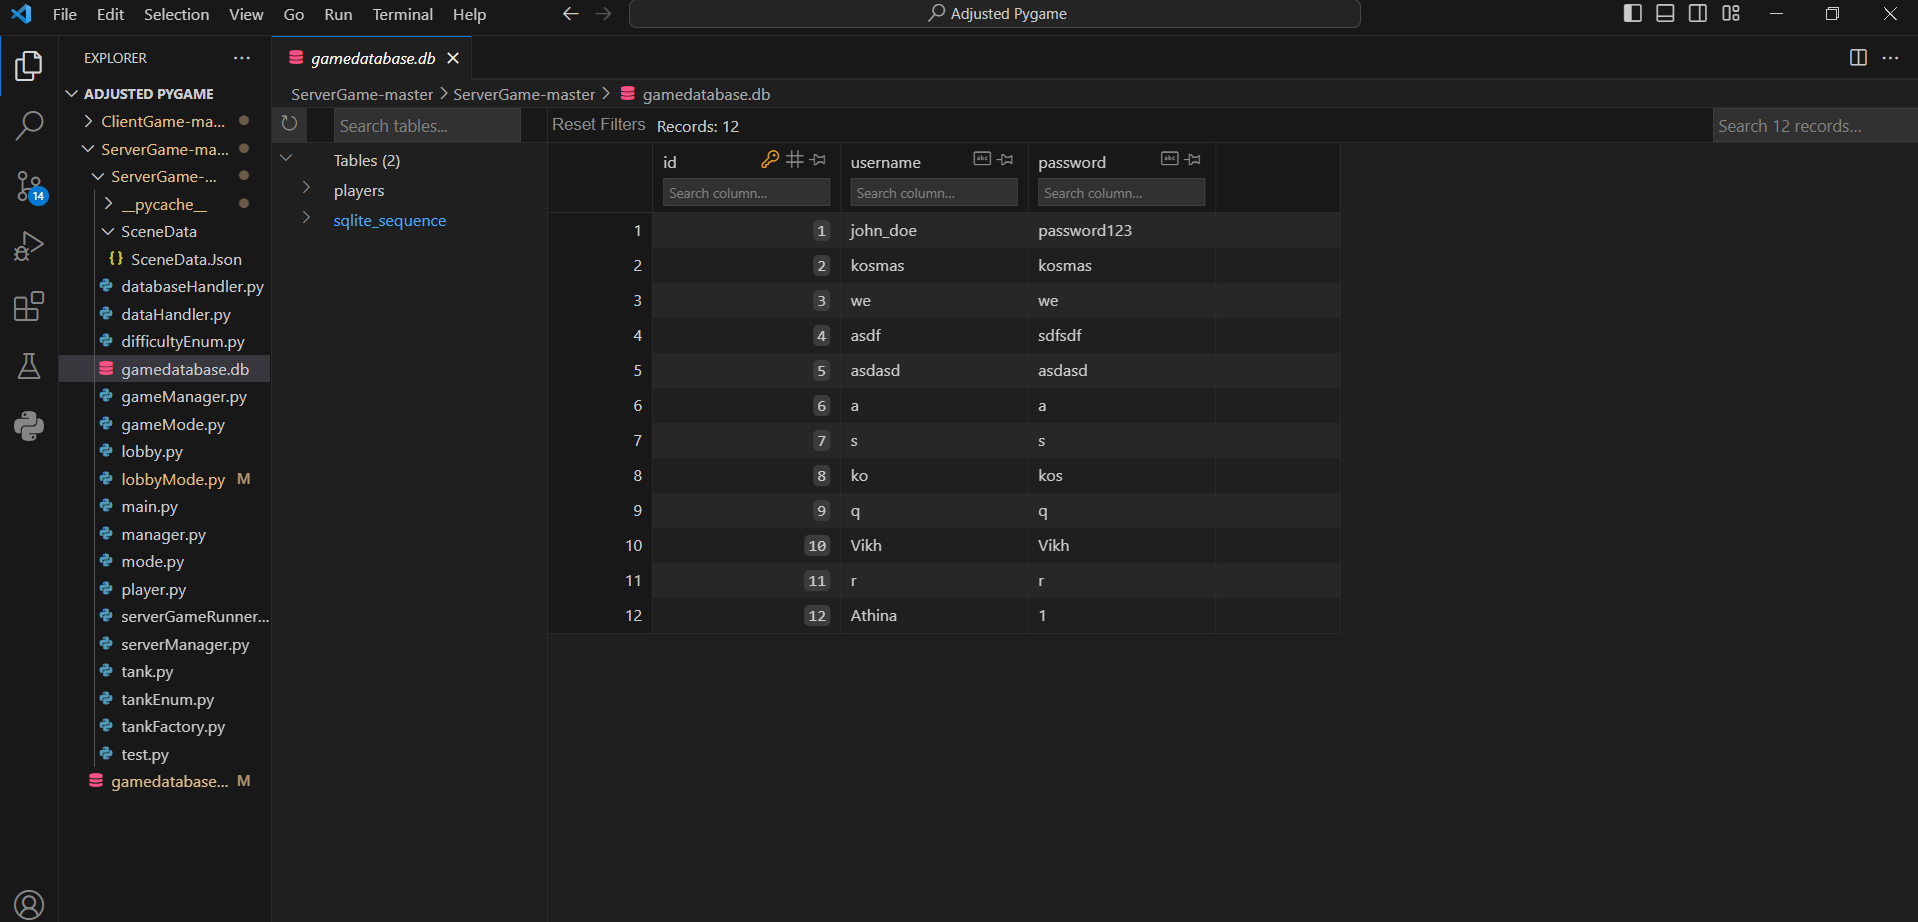 File Edit Selection View Go Run Terminal Help
Adjusted Pygame
EXPLORER
ADJUSTED PYGAME
ClientGame-ma...
ServerGame-ma...
ServerGame-...
__pycache__
SceneData
{} SceneData.Json
databaseHandler.py
dataHandler.py
difficultyEnum.py
gamedatabase.db
gameManager.py
gameMode.py
lobby.py
lobbyMode.py M
main.py
manager.py
mode.py
player.py
serverGameRunner...
serverManager.py
tank.py
tankEnum.py
tankFactory.py
test.py
gamedatabase... M
14
gamedatabase.db
ServerGame-master > ServerGame-master > gamedatabase.db
Search tables...
Reset Filters Records: 12
Search 12 records...
Tables (2)
players
sqlite_sequence
id username abc password abc
Search column... Search column... Search column...
1 1 john_doe password123
2 2 kosmas kosmas
3 3 we we
4 4 asdf sdfsdf
5 5 asdasd asdasd
6 6 a a
7 7 s s
8 8 ko kos
9 9 q q
10 10 Vikh Vikh
11 11 r r
12 12 Athina 1